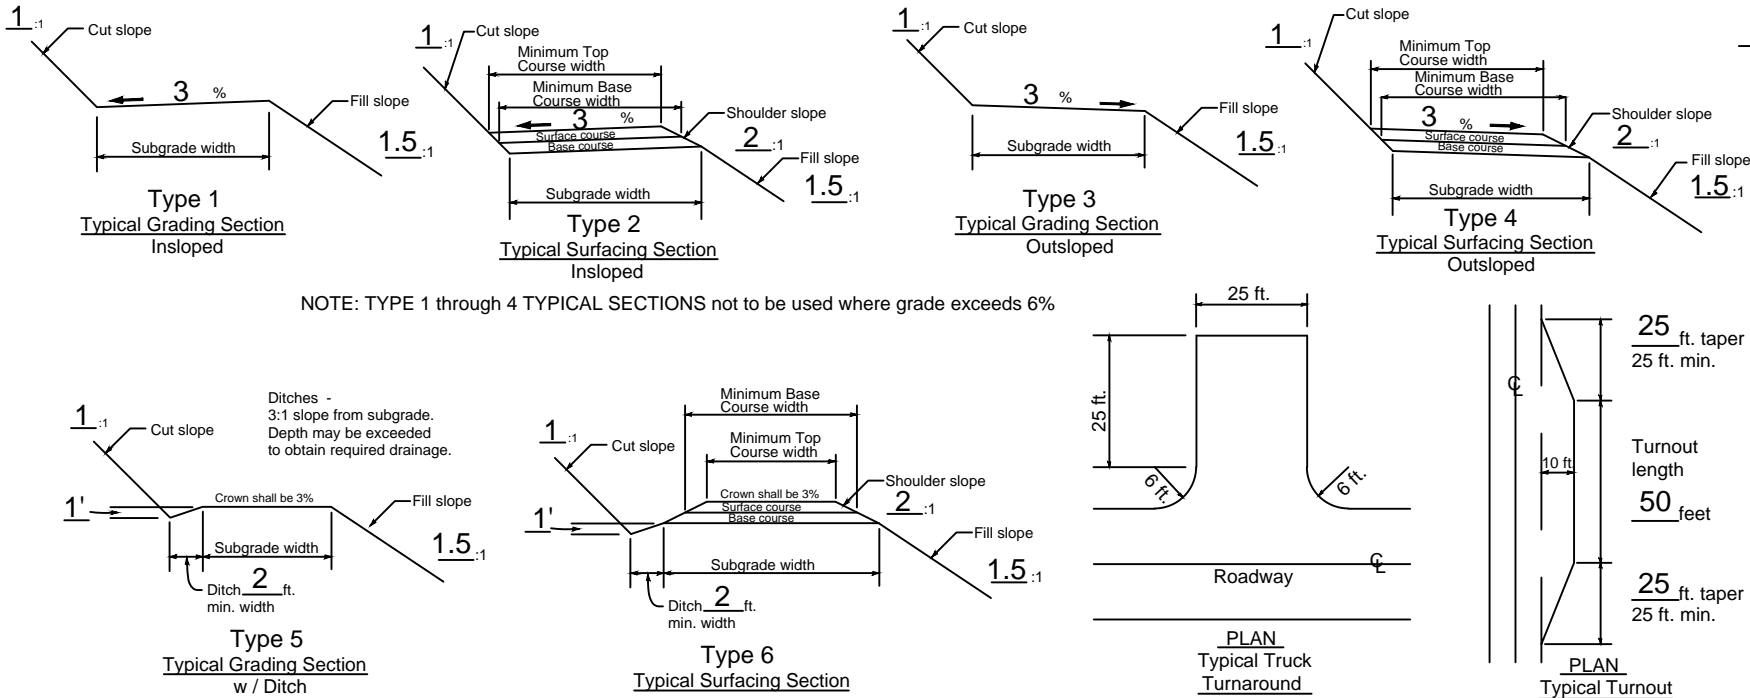 1 :1
Cut slope
3 %
Fill slope
1.5 :1
Subgrade width
Type 1
Typical Grading Section
Insloped
1 :1
Cut slope
Minimum Top
Course width
Minimum Base
Course width
3 %
Surface course
Base course
Shoulder slope
2 :1
Fill slope
1.5 :1
Subgrade width
Type 2
Typical Surfacing Section
Insloped
1 :1
Cut slope
3 %
Fill slope
1.5 :1
Subgrade width
Type 3
Typical Grading Section
Outsloped
1 :1
Cut slope
Minimum Top
Course width
Minimum Base
Course width
3 %
Surface course
Base course
Shoulder slope
2 :1
Fill slope
1.5 :1
Subgrade width
Type 4
Typical Surfacing Section
Outsloped
NOTE: TYPE 1 through 4 TYPICAL SECTIONS not to be used where grade exceeds 6%
1 :1
Cut slope
Ditches -
3:1 slope from subgrade.
Depth may be exceeded
to obtain required drainage.
1'
Crown shall be 3%
Fill slope
1.5 :1
Subgrade width
Ditch 2 ft.
min. width
Type 5
Typical Grading Section
w / Ditch
1 :1
Cut slope
Minimum Base
Course width
Minimum Top
Course width
Crown shall be 3%
Surface course
Base course
Shoulder slope
2 :1
1'
Fill slope
1.5 :1
Subgrade width
Ditch 2 ft.
min. width
Type 6
Typical Surfacing Section
25 ft.
25 ft.
6 ft.
6 ft.
Roadway
CL
PLAN
Typical Truck
Turnaround
CL
25 ft. taper
25 ft. min.
10 ft.
Turnout
length
50 feet
25 ft. taper
25 ft. min.
PLAN
Typical Turnout